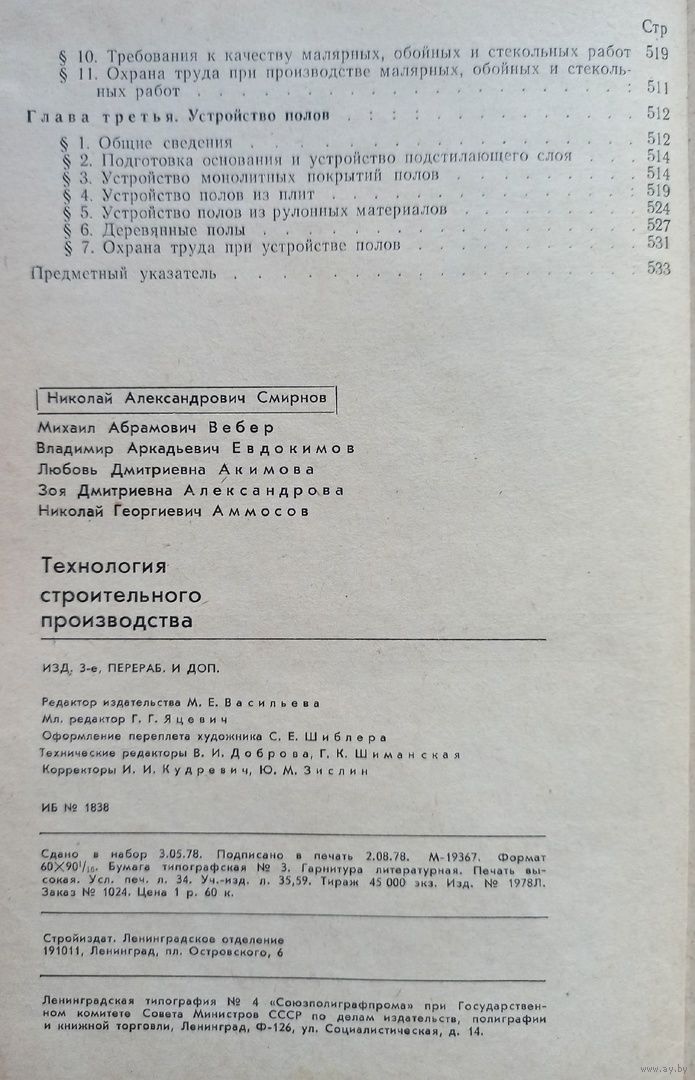 Стр
§ 10. Требования к качеству малярных, обойных и стекольных работ 519
§ 11. Охрана труда при производстве малярных, обойных и стеколь-
ных работ . . . . . . . . . . . . . . . . . . : 511
Глава третья. Устройство полов . : : : . . . . . . . . 512
§ 1. Общие сведения . . . . . . . . . . . . . . . . 512
§ 2. Подготовка основания и устройство подстилающего слоя . . . 514
§ 3. Устройство монолитных покрытий полов . . . . . . . . 514
§ 4. Устройство полов из плит . . . . . . . . . . . . : 519
§ 5. Устройство полов из рулонных материалов . . . . . . . . 524
§ 6. Деревянные полы . . . . . . . . . . . . . . . 527
§ 7. Охрана труда при устройстве полов . . . . . . . . . 531
Предметный указатель . . . . . . . . . . . . . . . : 533
Николай Александрович Смирнов
Михаил Абрамович Вебер
Владимир Аркадьевич Евдокимов
Любовь Дмитриевна Акимова
Зоя Дмитриевна Александрова
Николай Георгиевич Аммосов
Технология
строительного
производства
ИЗД. 3-е, ПЕРЕРАБ. И ДОП.
Редактор издательства М. Е. Васильева
Мл. редактор Г. Г. Яцевич
Оформление переплета художника С. Е. Шиблера
Технические редакторы В. И. Доброва, Г. К. Шиманская
Корректоры И. И. Кудревич, Ю. М. Зислин
ИБ № 1838
Сдано в набор 3.05.78. Подписано в печать 2.08.78. М-19367. Формат
60×90¹/₁₆. Бумага типографская № 3. Гарнитура литературная. Печать вы-
сокая. Усл. печ. л. 34. Уч.-изд. л. 35,59. Тираж 45 000 экз. Изд. № 1978Л.
Заказ № 1024. Цена 1 р. 60 к.
Стройиздат. Ленинградское отделение
191011, Ленинград, пл. Островского, 6
Ленинградская типография № 4 «Союзполиграфпрома» при Государствен-
ном комитете Совета Министров СССР по делам издательств, полиграфии
и книжной торговли, Ленинград, Ф-126, ул. Социалистическая, д. 14.
www.ay.by